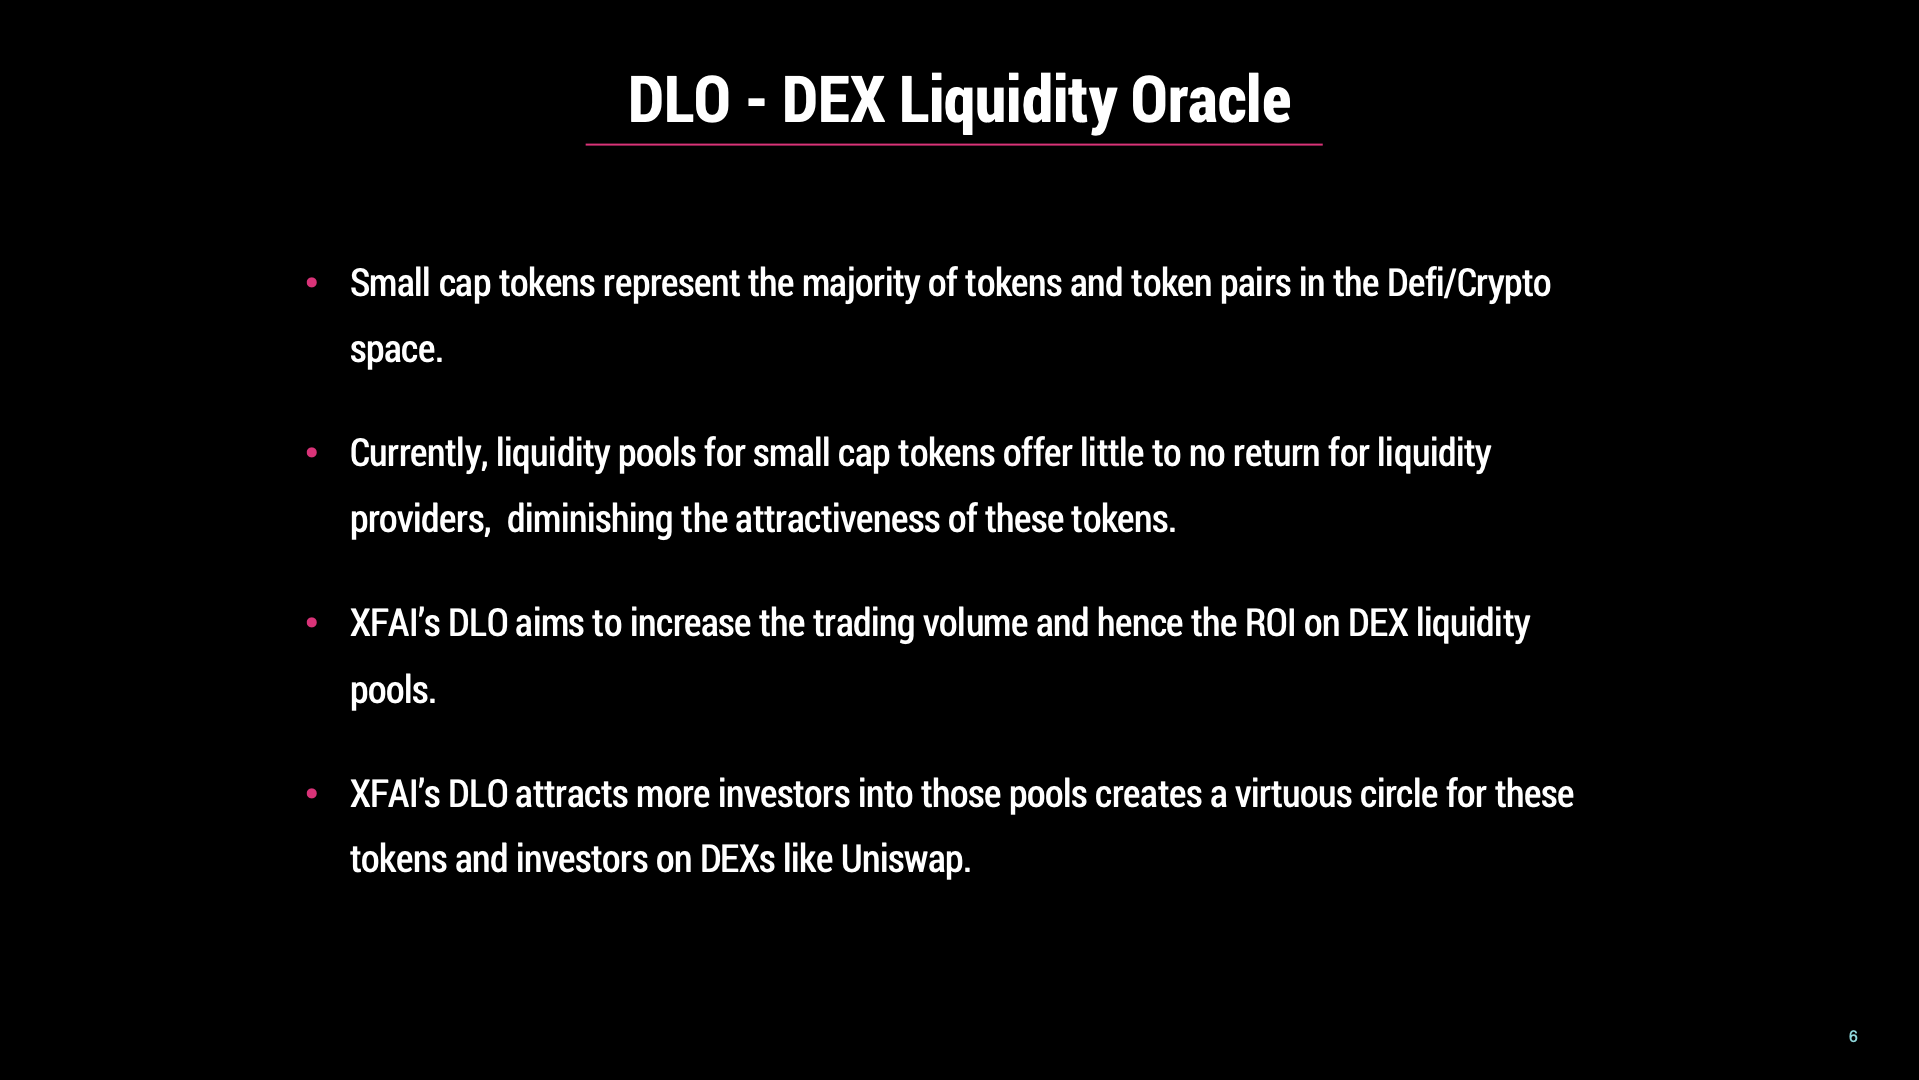 DLO - DEX Liquidity Oracle
• Small cap tokens represent the majority of tokens and token pairs in the Defi/Crypto
space.
• Currently, liquidity pools for small cap tokens offer little to no return for liquidity
providers,  diminishing the attractiveness of these tokens.
• XFAI’s DLO aims to increase the trading volume and hence the ROI on DEX liquidity
pools.
• XFAI’s DLO attracts more investors into those pools creates a virtuous circle for these
tokens and investors on DEXs like Uniswap.
6